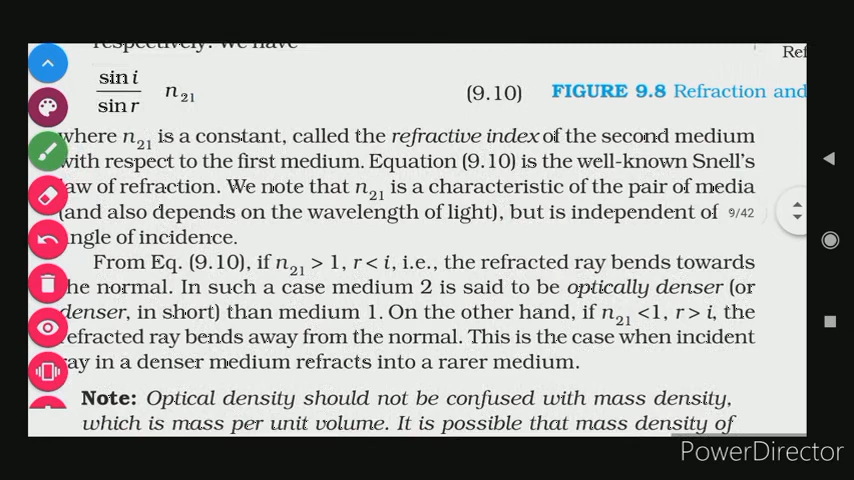 respectively. We have
Ref
sin i
sin r
n21
(9.10)
FIGURE 9.8 Refraction and
where n21 is a constant, called the refractive index of the second medium
with respect to the first medium. Equation (9.10) is the well-known Snell's
law of refraction. We note that n21 is a characteristic of the pair of media
(and also depends on the wavelength of light), but is independent of
9/42
angle of incidence.
From Eq. (9.10), if n21 > 1, r < i, i.e., the refracted ray bends towards
the normal. In such a case medium 2 is said to be optically denser (or
denser, in short) than medium 1. On the other hand, if n21 <1, r > i, the
refracted ray bends away from the normal. This is the case when incident
ray in a denser medium refracts into a rarer medium.
Note: Optical density should not be confused with mass density,
which is mass per unit volume. It is possible that mass density of
PowerDirector